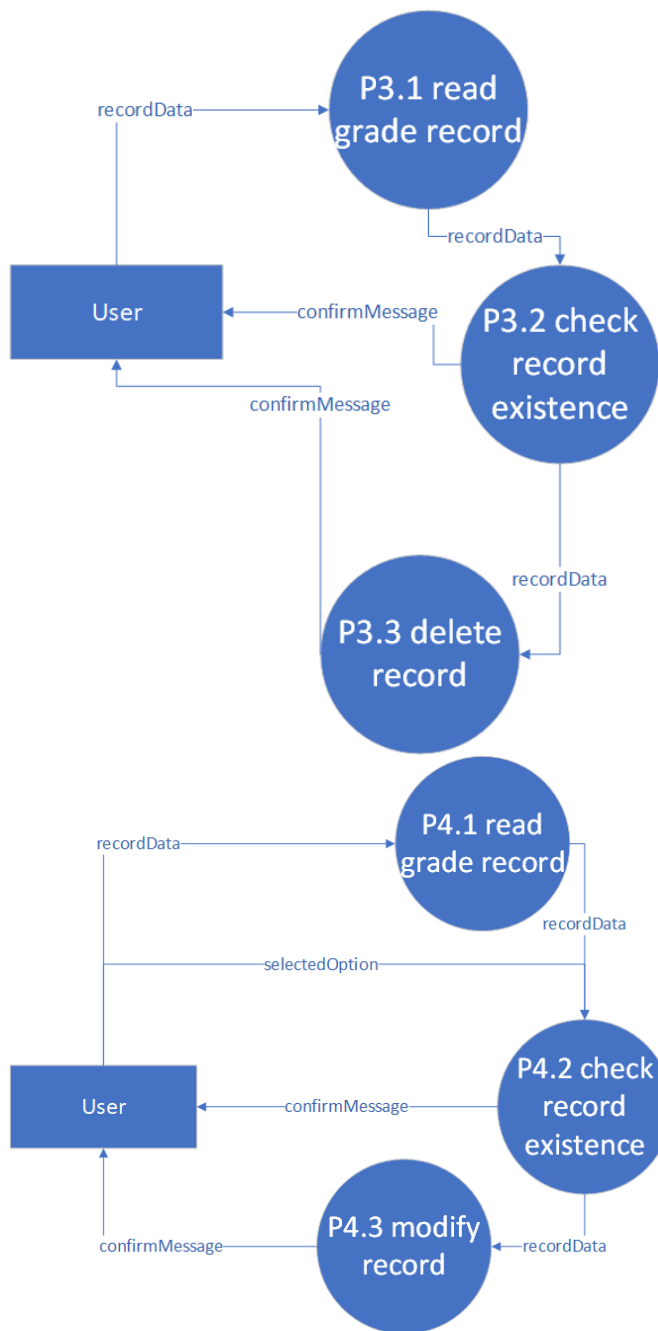 P3.1 read
grade record
recordData
recordData
User
confirmMessage
P3.2 check
record
existence
confirmMessage
recordData
P3.3 delete
record
P4.1 read
grade record
recordData
recordData
selectedOption
P4.2 check
record
existence
User
confirmMessage
P4.3 modify
record
confirmMessage
recordData